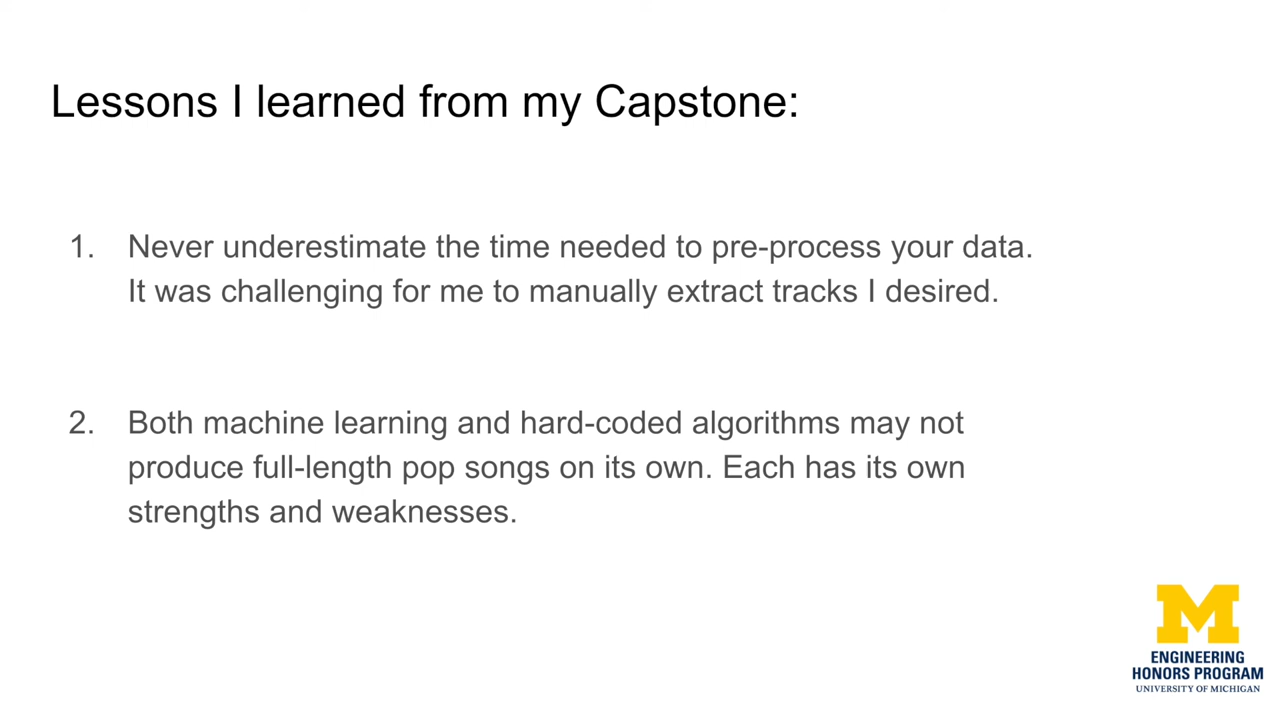 Lessons I learned from my Capstone:
1. Never underestimate the time needed to pre-process your data.
It was challenging for me to manually extract tracks I desired.
2. Both machine learning and hard-coded algorithms may not
produce full-length pop songs on its own. Each has its own
strengths and weaknesses.
M
ENGINEERING
HONORS PROGRAM
UNIVERSITY OF MICHIGAN